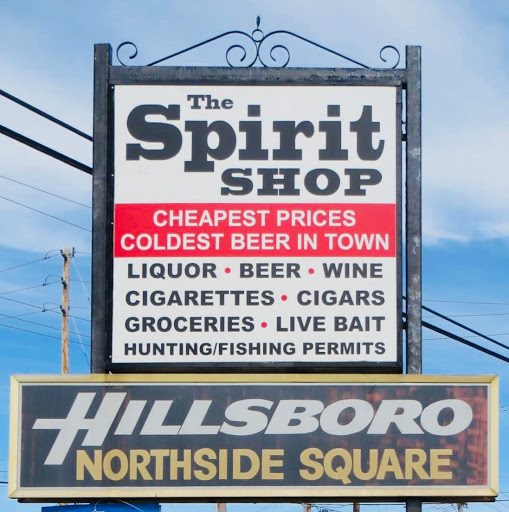 The
Spirit
SHOP
CHEAPEST PRICES
COLDEST BEER IN TOWN
LIQUOR • BEER • WINE
CIGARETTES • CIGARS
GROCERIES • LIVE BAIT
HUNTING/FISHING PERMITS
HILLSBORO
NORTHSIDE SQUARE